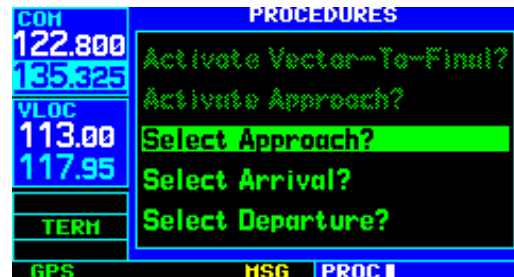 COM
122.800
135.325
VLOC
113.00
117.95
TERM
GPS
PROCEDURES
Activate Vector-To-Final?
Activate Approach?
Select Approach?
Select Arrival?
Select Departure?
MSG
PROC